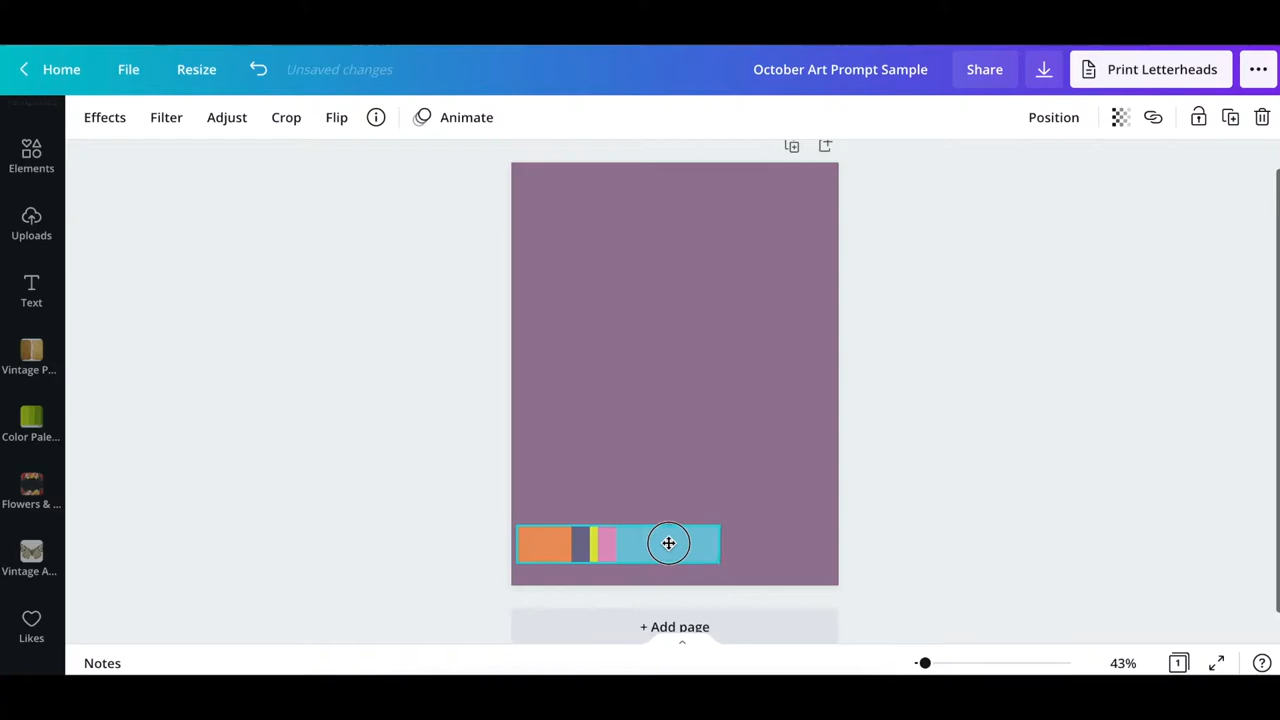 Home File Resize Unsaved changes October Art Prompt Sample Share Print Letterheads
Effects Filter Adjust Crop Flip Animate Position
Elements
Uploads
Text
Vintage P...
Color Pale...
Flowers & ...
Vintage A...
Likes
+ Add page
Notes 43% 1